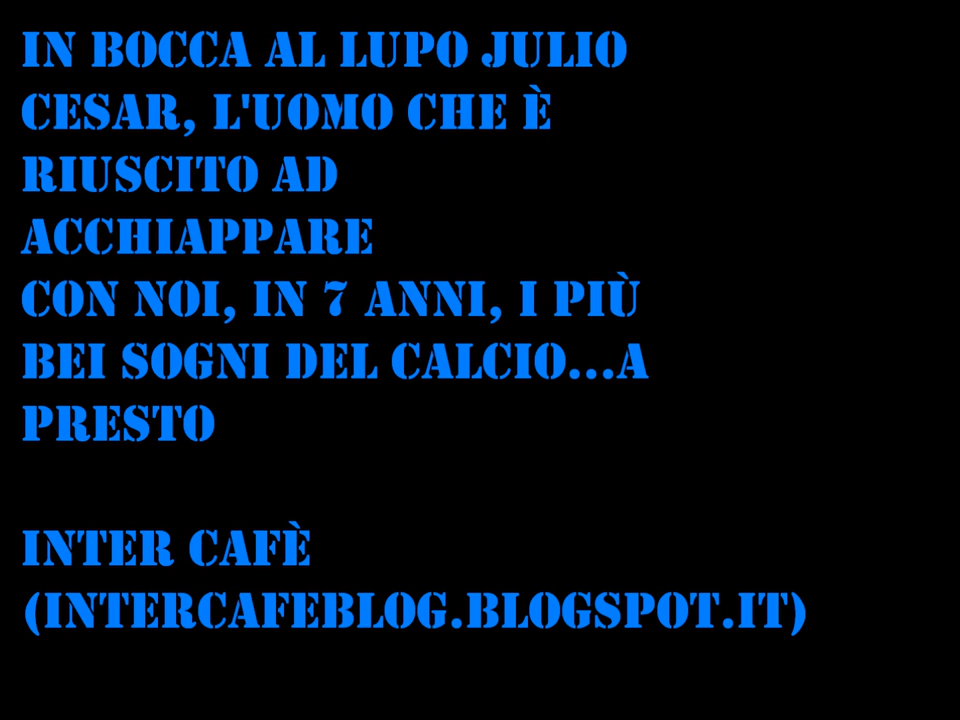 IN BOCCA AL LUPO JULIO
CESAR, L'UOMO CHE È
RIUSCITO AD
ACCHIAPPARE
CON NOI, IN 7 ANNI, I PIÙ
BEI SOGNI DEL CALCIO...A
PRESTO
INTER CAFÈ
(INTERCAFEBLOG.BLOGSPOT.IT)